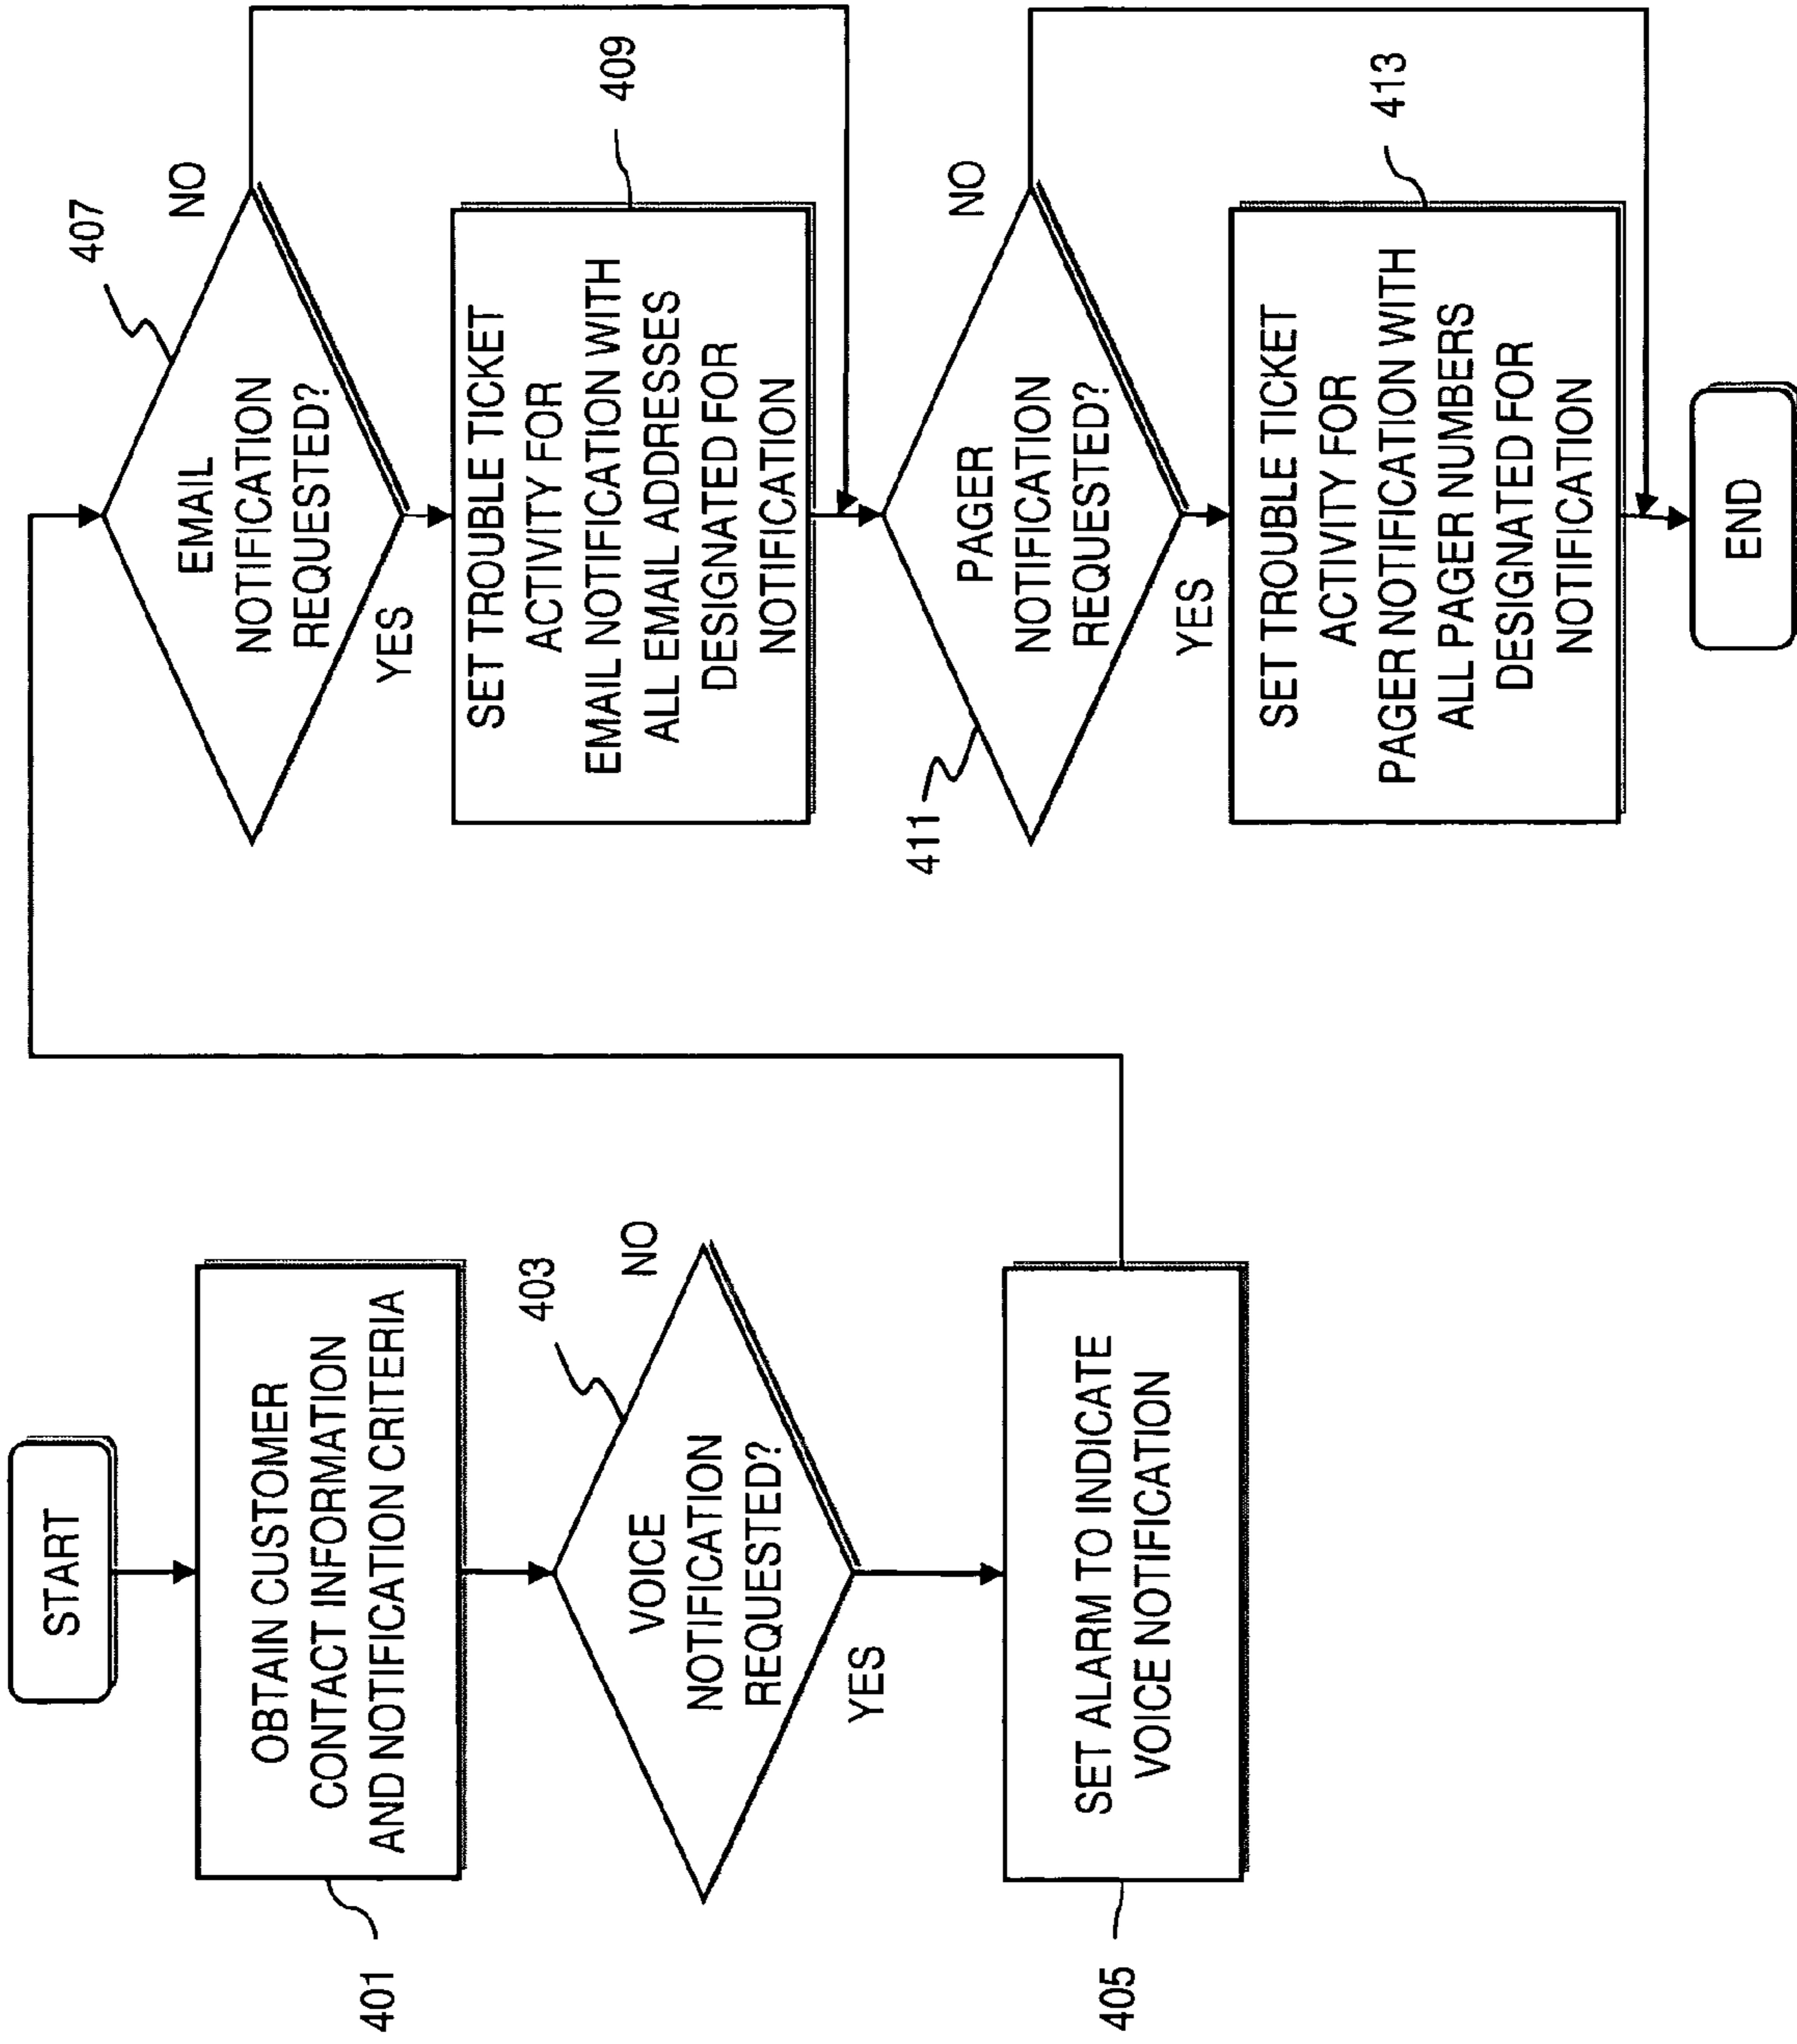 START
OBTAIN CUSTOMER
CONTACT INFORMATION
AND NOTIFICATION CRITERIA
401
VOICE
NOTIFICATION
REQUESTED?
403
NO
YES
SET ALARM TO INDICATE
VOICE NOTIFICATION
405
EMAIL
NOTIFICATION
REQUESTED?
407
NO
YES
SET TROUBLE TICKET
ACTIVITY FOR
EMAIL NOTIFICATION WITH
ALL EMAIL ADDRESSES
DESIGNATED FOR
NOTIFICATION
409
PAGER
NOTIFICATION
REQUESTED?
411
NO
YES
SET TROUBLE TICKET
ACTIVITY FOR
PAGER NOTIFICATION WITH
ALL PAGER NUMBERS
DESIGNATED FOR
NOTIFICATION
413
END